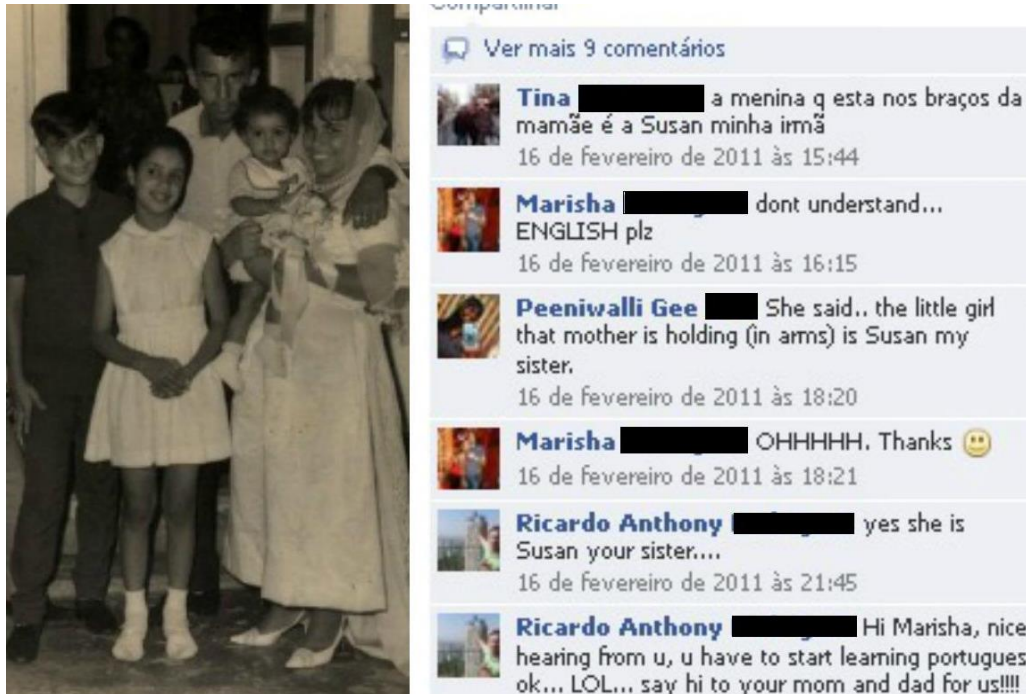 Compartilhar
Ver mais 9 comentários
Tina a menina q esta nos braços da
mamãe é a Susan minha irmã
16 de fevereiro de 2011 às 15:44
Marisha dont understand...
ENGLISH plz
16 de fevereiro de 2011 às 16:15
Peeniwalli Gee She said.. the little girl
that mother is holding (in arms) is Susan my
sister.
16 de fevereiro de 2011 às 18:20
Marisha OHHHHH. Thanks
16 de fevereiro de 2011 às 18:21
Ricardo Anthony yes she is
Susan your sister....
16 de fevereiro de 2011 às 21:45
Ricardo Anthony Hi Marisha, nice
hearing from u, u have to start learning portugues
ok... LOL... say hi to your mom and dad for us!!!!